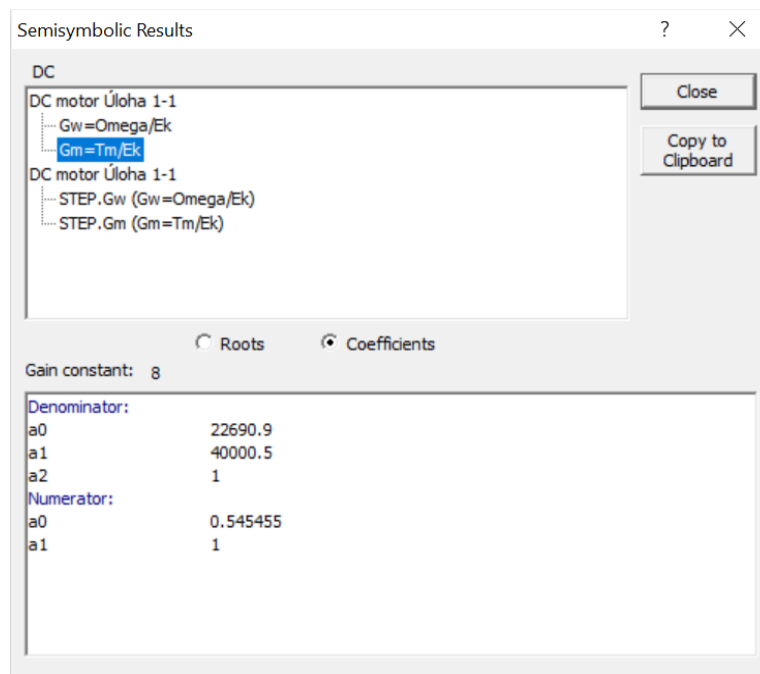 Semisymbolic Results ? ×
DC
DC motor Úloha 1-1
Gw=Omega/Ek
Gm=Tm/Ek
DC motor Úloha 1-1
STEP.Gw (Gw=Omega/Ek)
STEP.Gm (Gm=Tm/Ek)
Close
Copy to
Clipboard
Roots Coefficients
Gain constant: 8
Denominator:
a0 22690.9
a1 40000.5
a2 1
Numerator:
a0 0.545455
a1 1